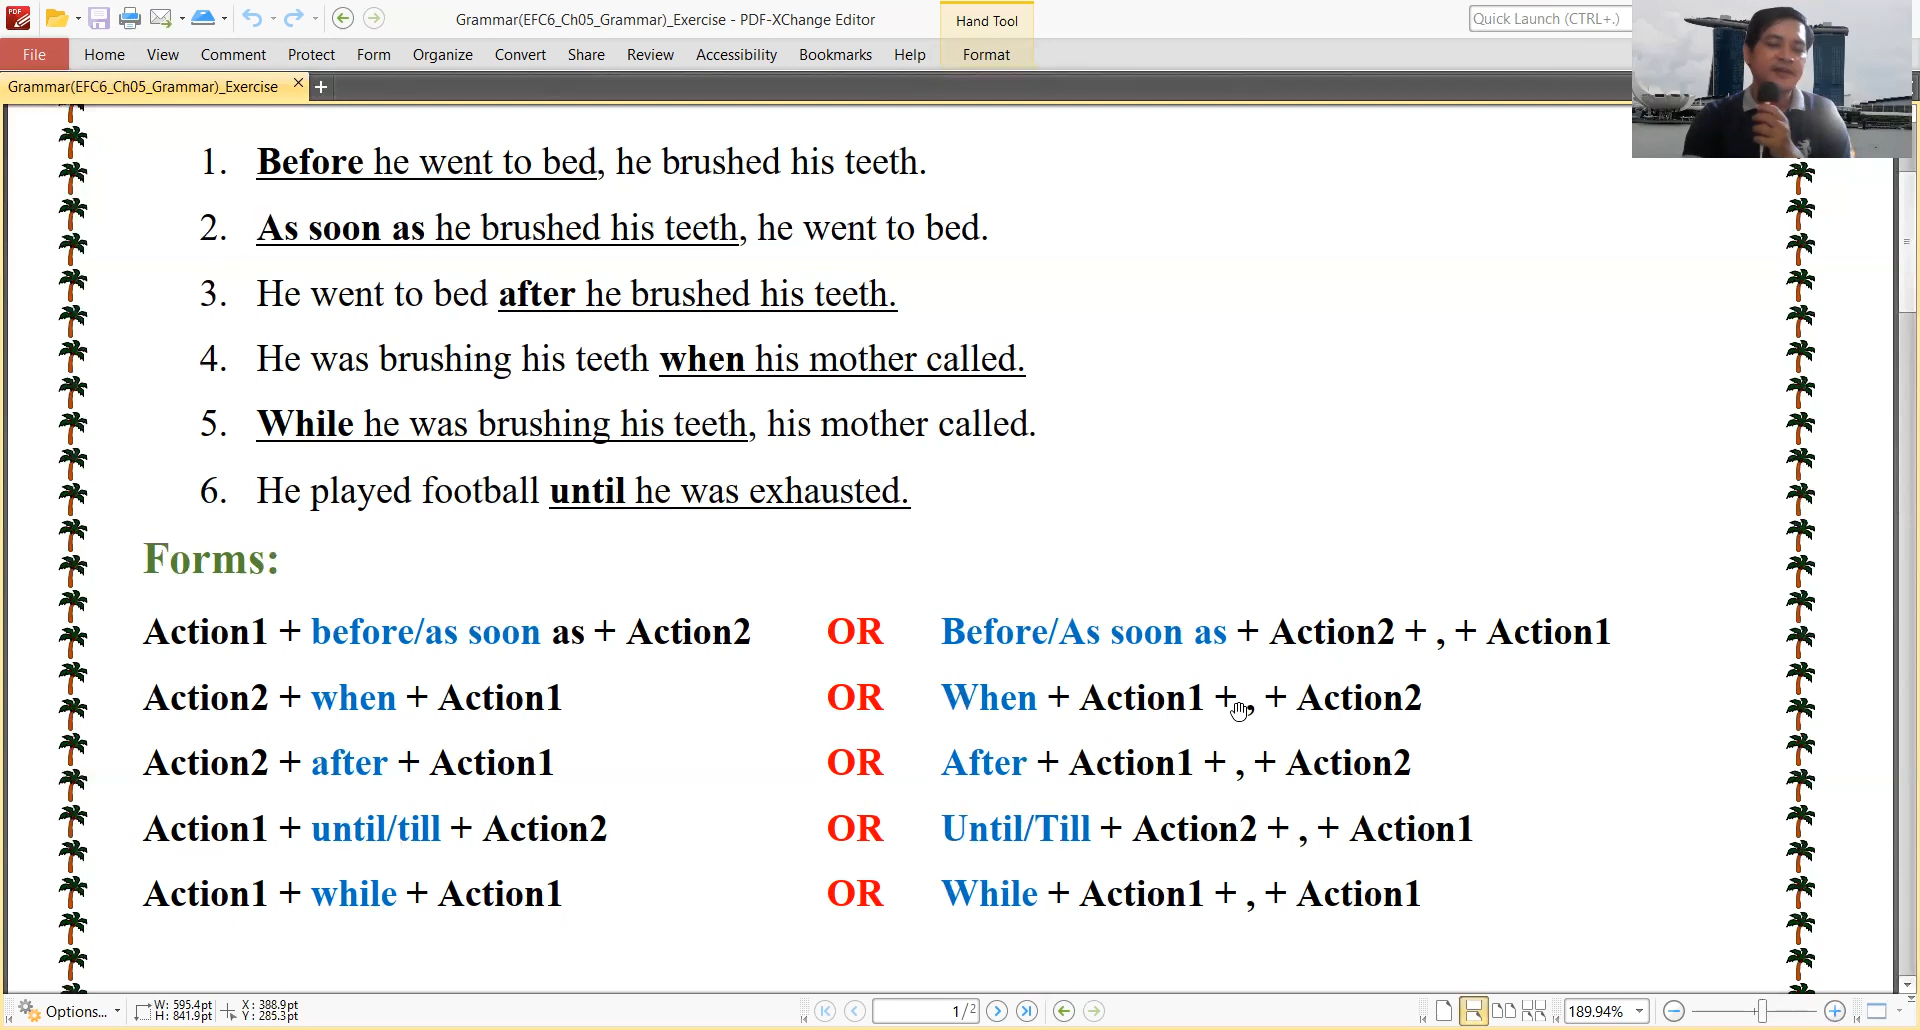 Grammar(EFC6_Ch05_Grammar)_Exercise - PDF-XChange Editor
Hand Tool
Quick Launch (CTRL+.)
File Home View Comment Protect Form Organize Convert Share Review Accessibility Bookmarks Help Format
Grammar(EFC6_Ch05_Grammar)_Exercise × +
1. Before he went to bed, he brushed his teeth.
2. As soon as he brushed his teeth, he went to bed.
3. He went to bed after he brushed his teeth.
4. He was brushing his teeth when his mother called.
5. While he was brushing his teeth, his mother called.
6. He played football until he was exhausted.
Forms:
Action1 + before/as soon as + Action2 OR Before/As soon as + Action2 + , + Action1
Action2 + when + Action1 OR When + Action1 + , + Action2
Action2 + after + Action1 OR After + Action1 + , + Action2
Action1 + until/till + Action2 OR Until/Till + Action2 + , + Action1
Action1 + while + Action1 OR While + Action1 + , + Action1
Options... W: 595.4pt X: 388.9pt 1/2 189.94%
H: 841.9pt Y: 285.3pt